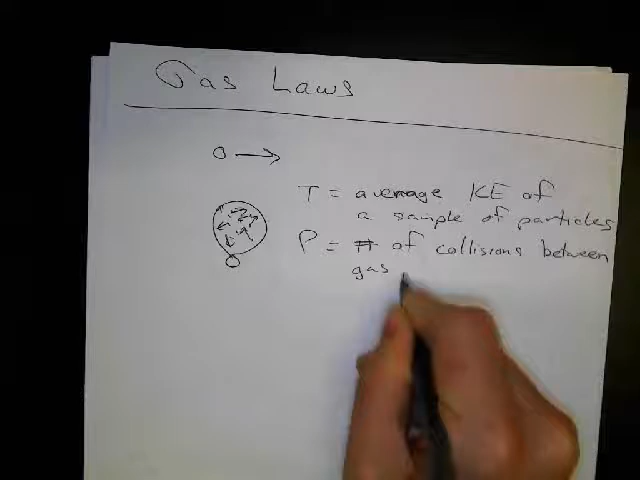 Gas Laws
T = average KE of
a sample of particles
P = # of collisions between
gas